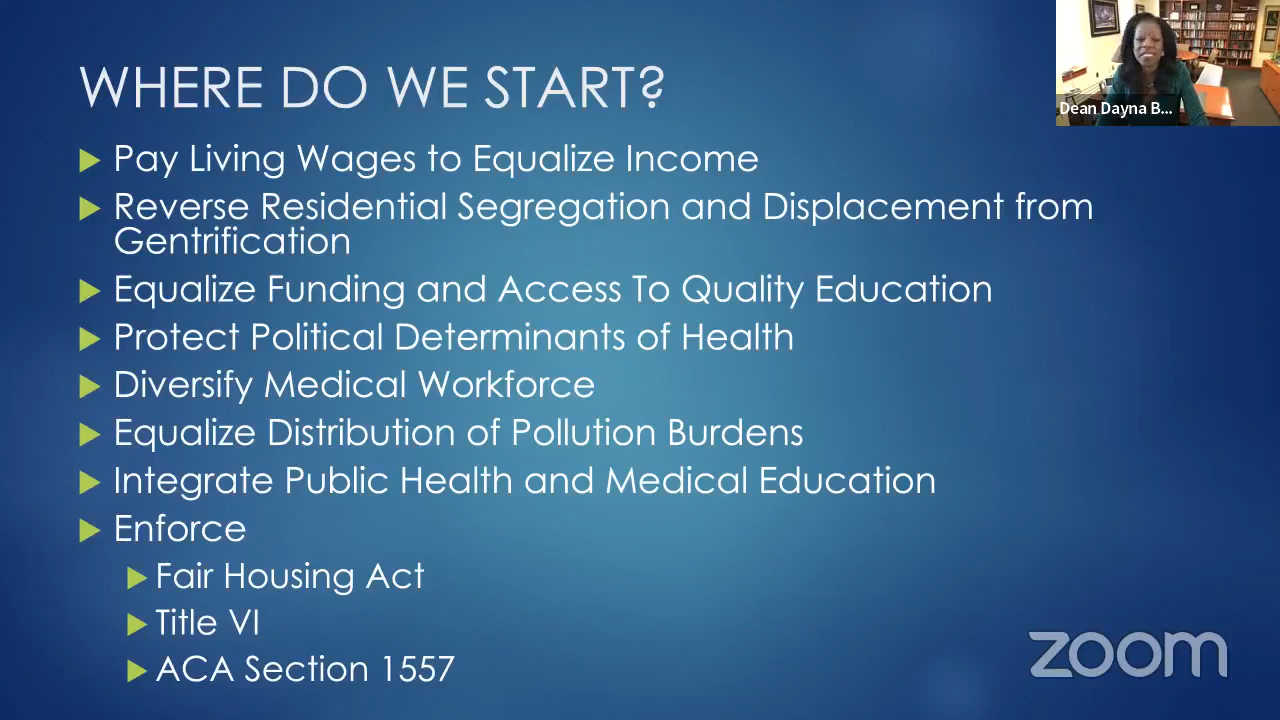 WHERE DO WE START?
Dean Dayna B...
Pay Living Wages to Equalize Income
Reverse Residential Segregation and Displacement from
Gentrification
Equalize Funding and Access To Quality Education
Protect Political Determinants of Health
Diversify Medical Workforce
Equalize Distribution of Pollution Burdens
Integrate Public Health and Medical Education
Enforce
Fair Housing Act
Title VI
ACA Section 1557
zoom